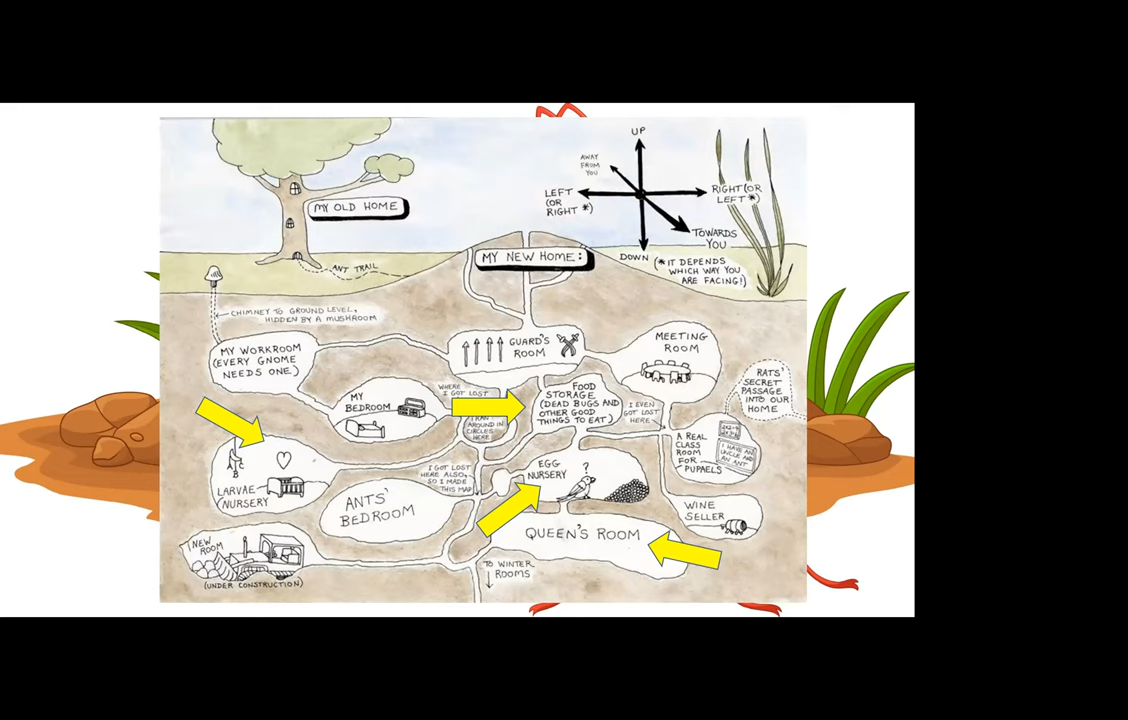 UP
AWAY
FROM
YOU
LEFT
(OR
RIGHT *)
RIGHT (OR
LEFT *)
TOWARDS
YOU
DOWN
(* IT DEPENDS
WHICH WAY YOU
ARE FACING!)
MY OLD HOME
ANT TRAIL
MY NEW HOME:
CHIMNEY TO GROUND LEVEL,
HIDDEN BY A MUSHROOM
MY WORKROOM
(EVERY GNOME
NEEDS ONE.)
GUARD'S
ROOM
MEETING
ROOM
MY
BEDROOM
WHERE
I GOT LOST
I RAN
AROUND IN
CIRCLES
HERE
FOOD
STORAGE
(DEAD BUGS AND
OTHER GOOD
THINGS TO EAT)
I EVEN
GOT LOST
HERE
RATS'
SECRET
PASSAGE
INTO OUR
HOME
A REAL
CLASS
ROOM
FOR
PUPAELS
I HAVE AN
UNCLE AND
AN ANT
A
B
C
LARVAE
NURSERY
I GOT LOST
HERE ALSO,
SO I MADE
THIS MAP
EGG
NURSERY
?
ANTS'
BEDROOM
WINE
SELLER
QUEEN'S ROOM
NEW
ROOM
(UNDER CONSTRUCTION)
TO WINTER
ROOMS